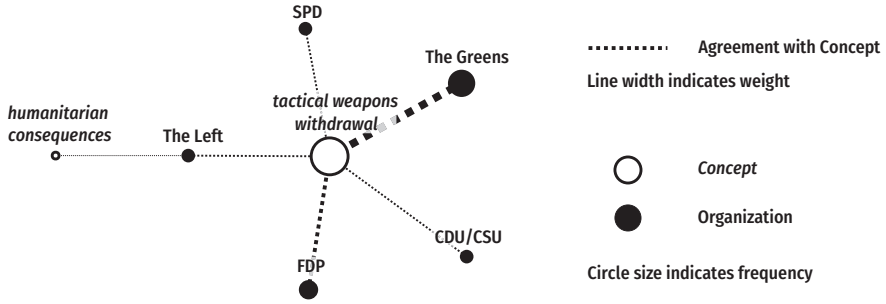 SPD
The Greens
tactical weapons
withdrawal
humanitarian
consequences
The Left
CDU/CSU
FDP
Agreement with Concept
Line width indicates weight
Concept
Organization
Circle size indicates frequency